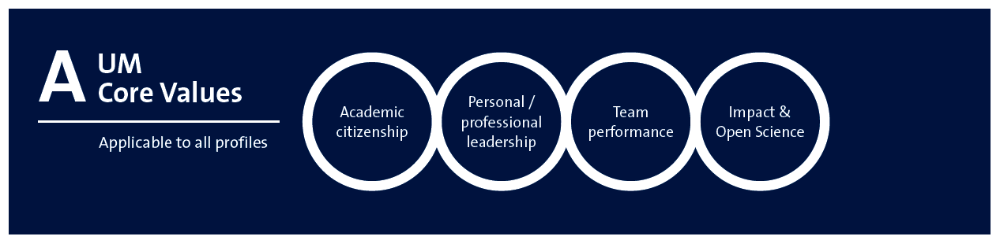 A
UM
Core Values
Applicable to all profiles
Academic
citizenship
Personal /
professional
leadership
Team
performance
Impact &
Open Science